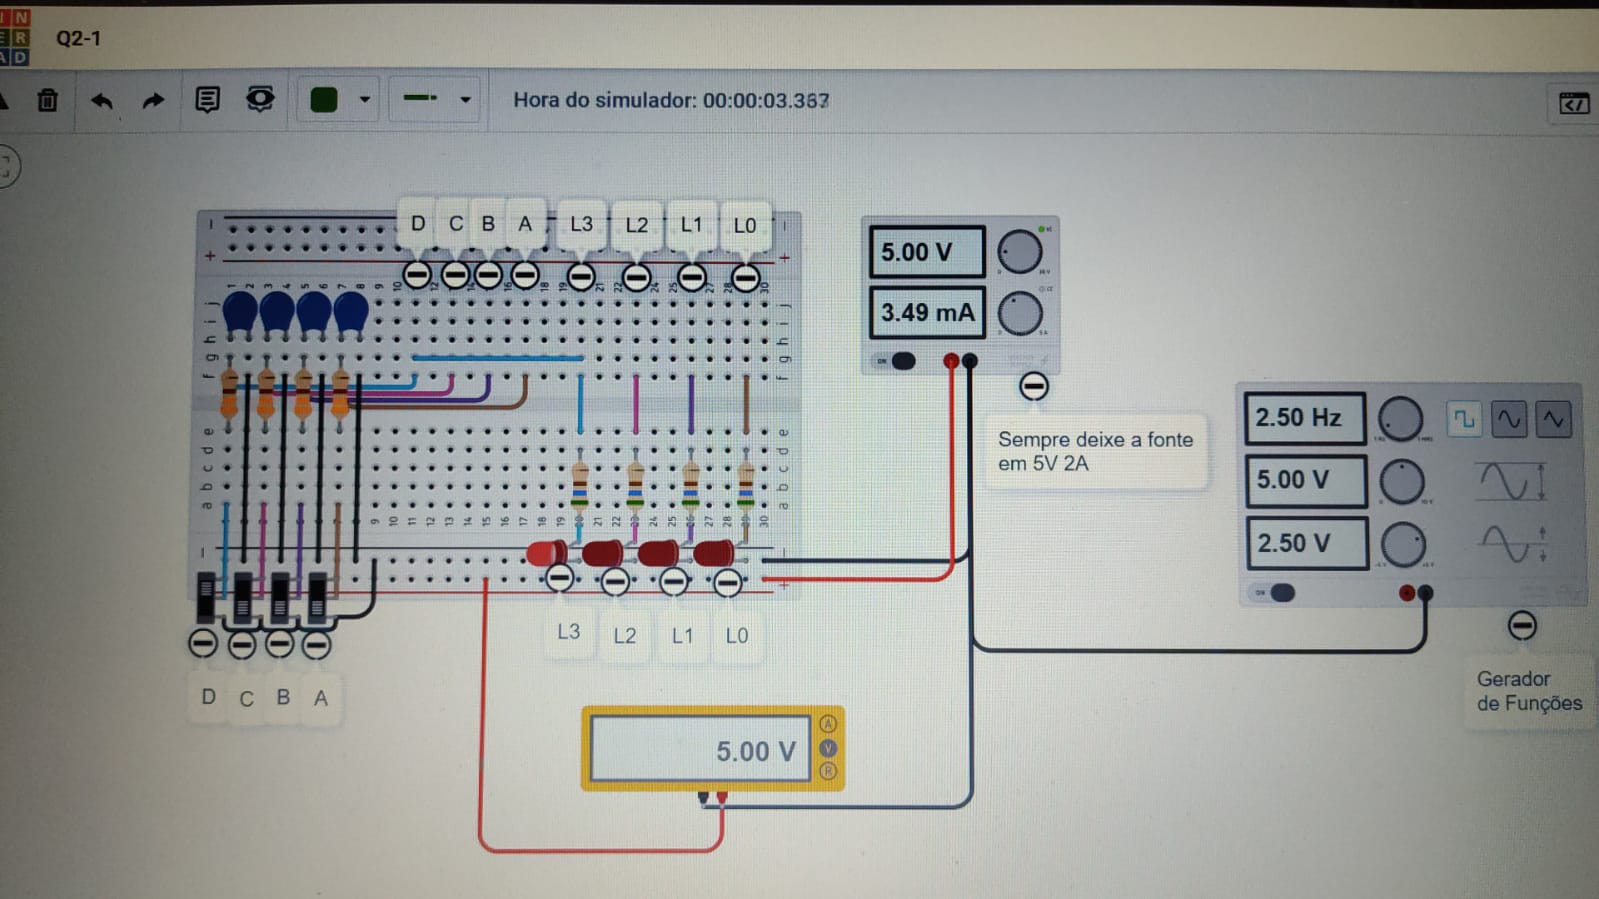 Q2-1
Hora do simulador: 00:00:03.367
D C B A L3 L2 L1 L0
5.00 V
3.49 mA
Sempre deixe a fonte
em 5V 2A
2.50 Hz
5.00 V
2.50 V
Gerador
de Funções
L3 L2 L1 L0
D C B A
5.00 V
A
V
R